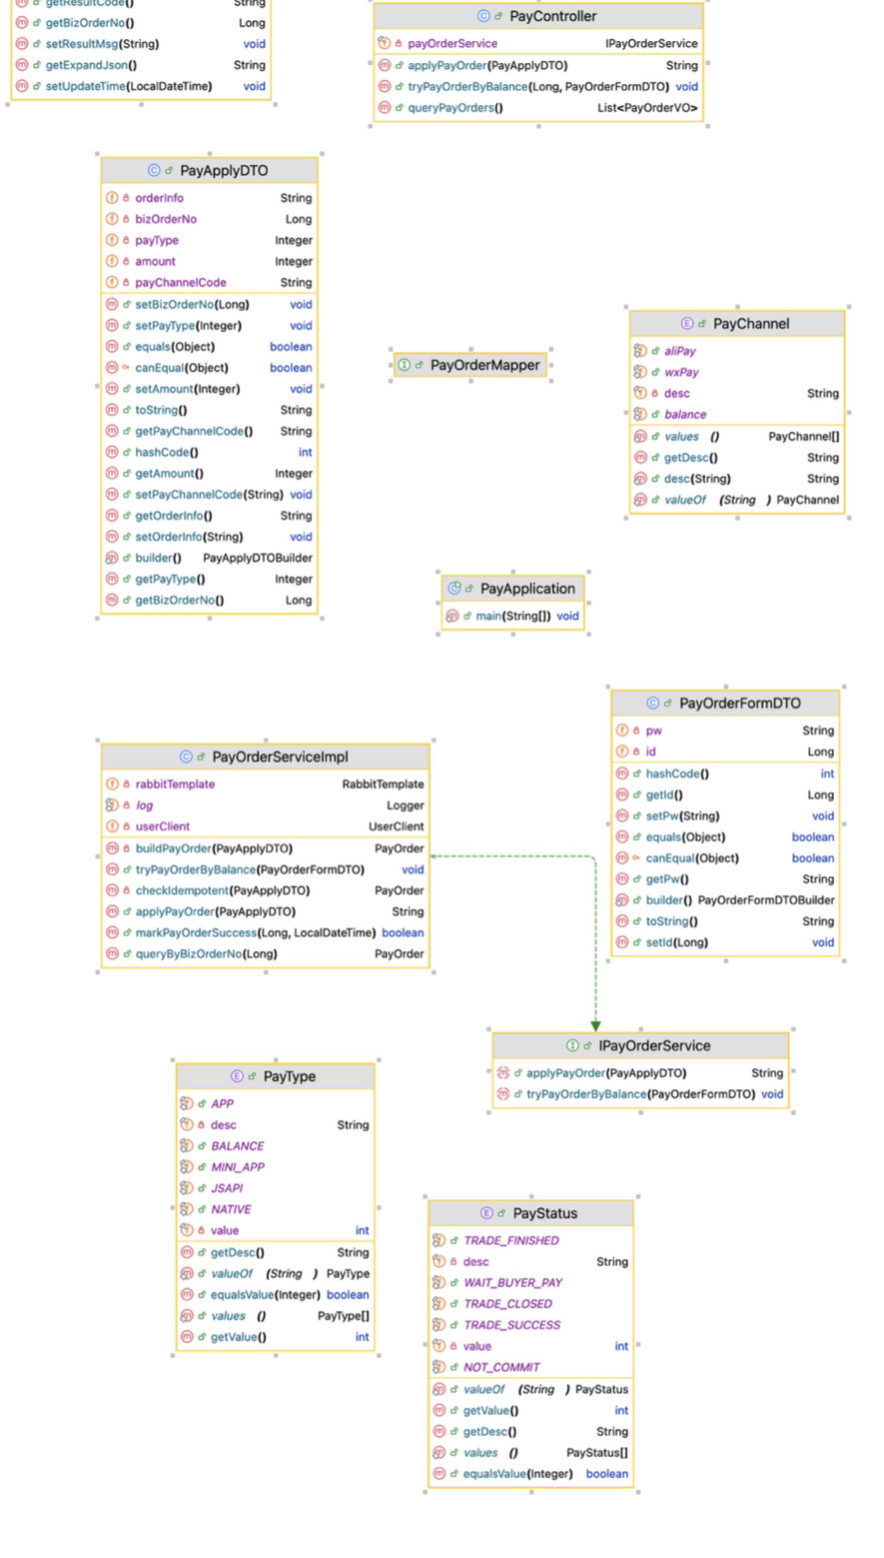 getResultCode() String
getBizOrderNo() Long
setResultMsg(String) void
getExpandJson() String
setUpdateTime(LocalDateTime) void
PayController
payOrderService IPayOrderService
applyPayOrder(PayApplyDTO) String
tryPayOrderByBalance(Long, PayOrderFormDTO) void
queryPayOrders() List<PayOrderVO>
PayApplyDTO
orderInfo String
bizOrderNo Long
payType Integer
amount Integer
payChannelCode String
setBizOrderNo(Long) void
setPayType(Integer) void
equals(Object) boolean
canEqual(Object) boolean
setAmount(Integer) void
toString() String
getPayChannelCode() String
hashCode() int
getAmount() Integer
setPayChannelCode(String) void
getOrderInfo() String
setOrderInfo(String) void
builder() PayApplyDTOBuilder
getPayType() Integer
getBizOrderNo() Long
PayOrderMapper
PayChannel
aliPay
wxPay
desc String
balance
values () PayChannel[]
getDesc() String
desc(String) String
valueOf (String ) PayChannel
PayApplication
main(String[]) void
PayOrderFormDTO
pw String
id Long
hashCode() int
getId() Long
setPw(String) void
equals(Object) boolean
canEqual(Object) boolean
getPw() String
builder() PayOrderFormDTOBuilder
toString() String
setId(Long) void
PayOrderServiceImpl
rabbitTemplate RabbitTemplate
log Logger
userClient UserClient
buildPayOrder(PayApplyDTO) PayOrder
tryPayOrderByBalance(PayOrderFormDTO) void
checkIdempotent(PayApplyDTO) PayOrder
applyPayOrder(PayApplyDTO) String
markPayOrderSuccess(Long, LocalDateTime) boolean
queryByBizOrderNo(Long) PayOrder
IPayOrderService
applyPayOrder(PayApplyDTO) String
tryPayOrderByBalance(PayOrderFormDTO) void
PayType
APP
desc String
BALANCE
MINI_APP
JSAPI
NATIVE
value int
getDesc() String
valueOf (String ) PayType
equalsValue(Integer) boolean
values () PayType[]
getValue() int
PayStatus
TRADE_FINISHED
desc String
WAIT_BUYER_PAY
TRADE_CLOSED
TRADE_SUCCESS
value int
NOT_COMMIT
valueOf (String ) PayStatus
getValue() int
getDesc() String
values () PayStatus[]
equalsValue(Integer) boolean